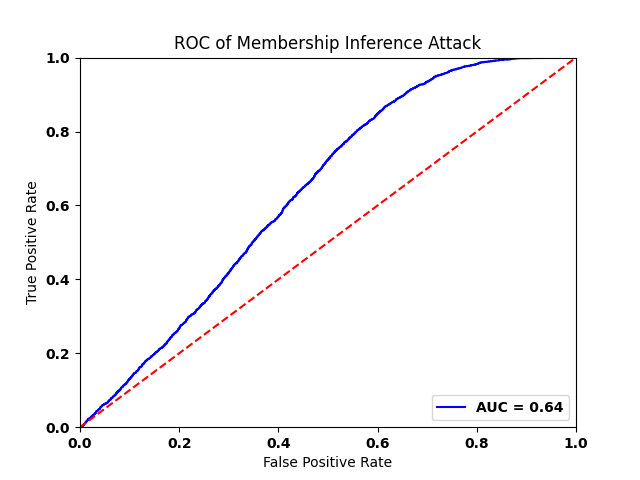 ROC of Membership Inference Attack
1.0
0.8
0.6
0.4
0.2
0.0
True Positive Rate
0.0 0.2 0.4 0.6 0.8 1.0
False Positive Rate
AUC = 0.64